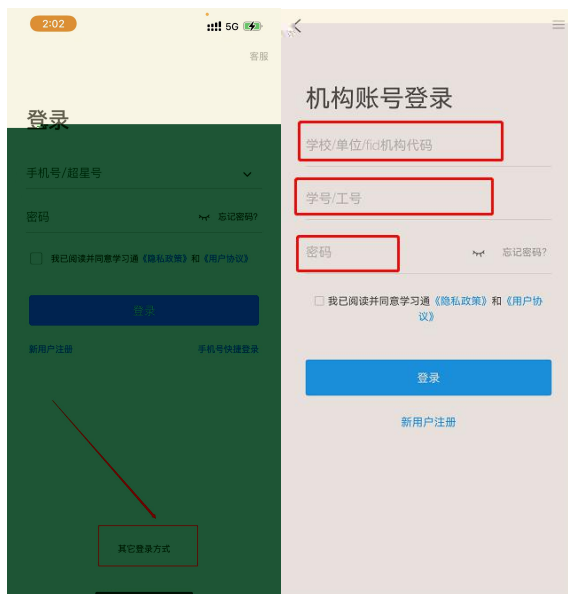 2:02
5G
客服
登录
手机号/超星号
密码
忘记密码?
我已阅读并同意学习通《隐私政策》和《用户协议》
登录
新用户注册
手机号快捷登录
其它登录方式
机构账号登录
学校/单位/fid机构代码
学号/工号
密码
忘记密码?
我已阅读并同意学习通《隐私政策》和《用户协
议》
登录
新用户注册